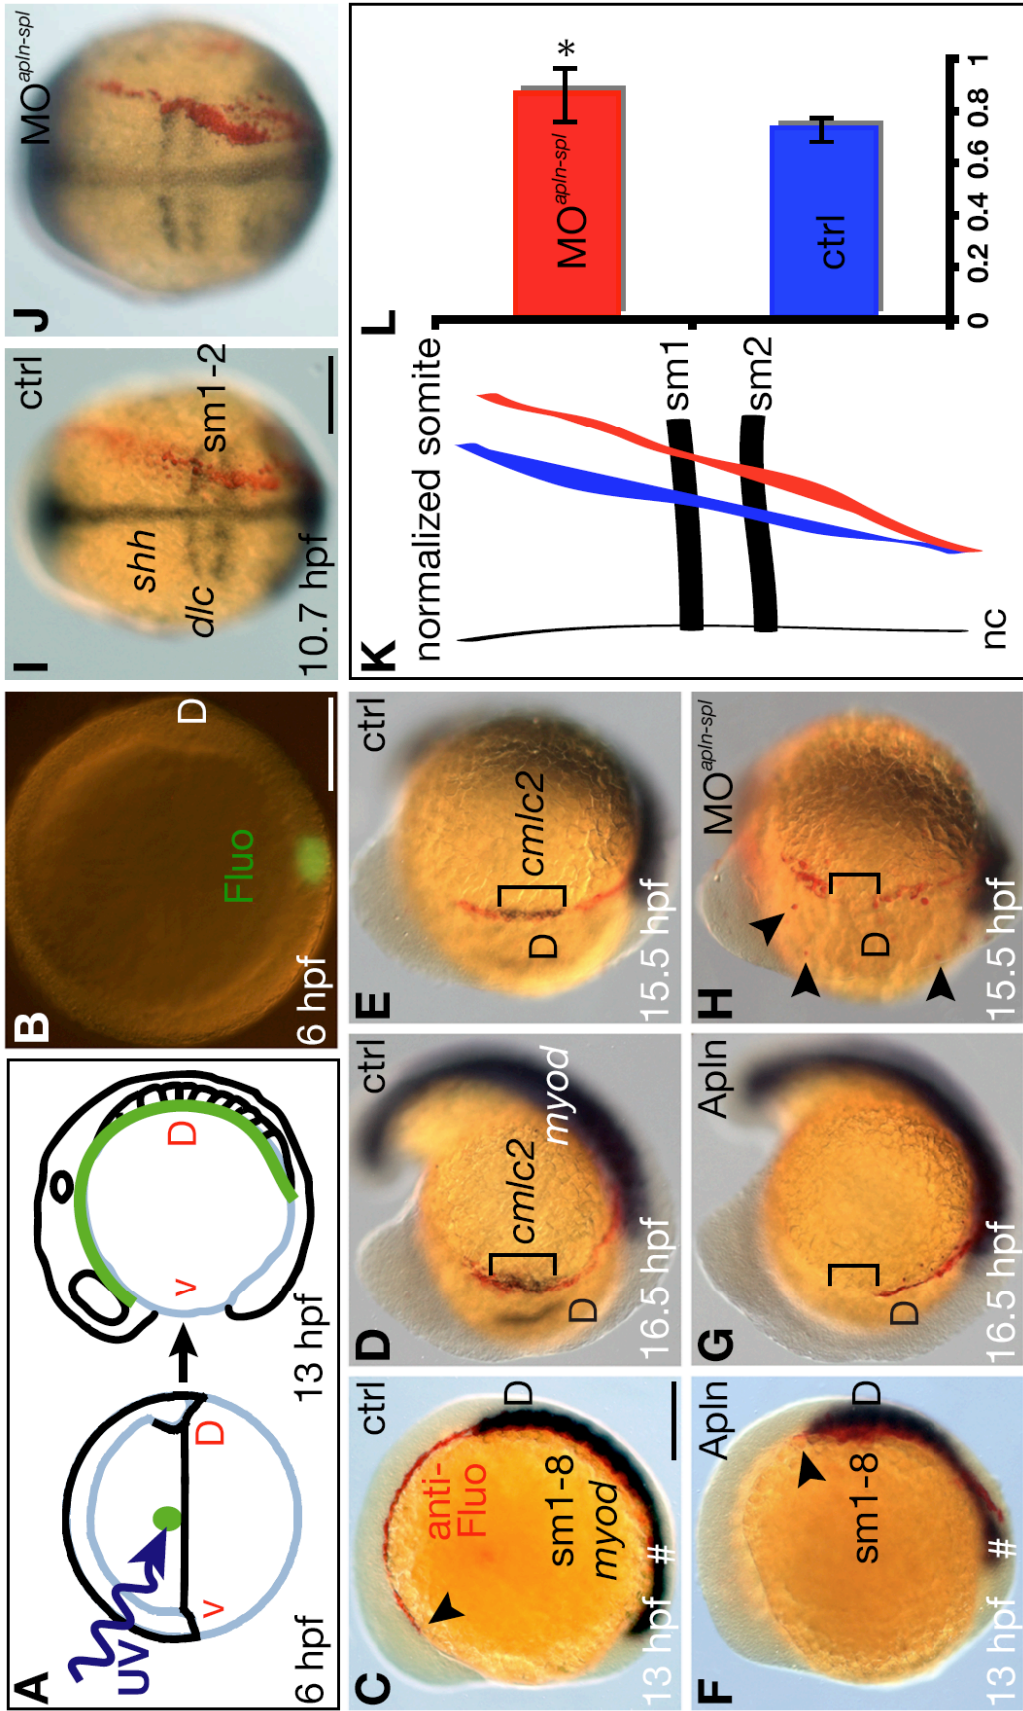 A
UV
D
v
6 hpf
D
v
13 hpf
B
Fluo
D
6 hpf
I
ctrl
shh
dlc
sm1-2
10.7 hpf
J
MO apln-spl
C
ctrl
anti-
Fluo
D
sm1-8
myod
#
13 hpf
D
ctrl
cmlc2
myod
D
16.5 hpf
E
ctrl
cmlc2
D
15.5 hpf
F
Apln
D
sm1-8
#
13 hpf
G
Apln
D
16.5 hpf
H
MO apln-spl
D
15.5 hpf
K
normalized somite
sm1
sm2
nc
L
MO apln-spl
*
ctrl
0 0.2 0.4 0.6 0.8 1